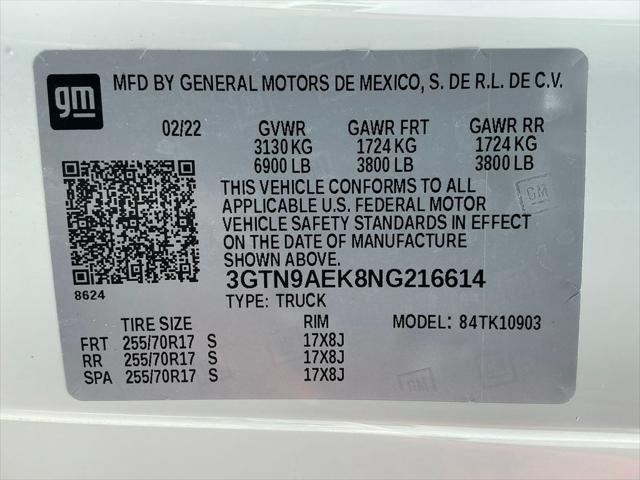 gm
MFD BY GENERAL MOTORS DE MEXICO, S. DE R.L. DE C.V.
02/22 GVWR GAWR FRT GAWR RR
3130 KG 1724 KG 1724 KG
6900 LB 3800 LB 3800 LB
THIS VEHICLE CONFORMS TO ALL
APPLICABLE U.S. FEDERAL MOTOR
VEHICLE SAFETY STANDARDS IN EFFECT
ON THE DATE OF MANUFACTURE
SHOWN ABOVE.
GM
8624
3GTN9AEK8NG216614
TYPE: TRUCK
TIRE SIZE RIM MODEL: 84TK10903
FRT 255/70R17 S 17X8J
RR 255/70R17 S 17X8J
SPA 255/70R17 S 17X8J
GM
GM